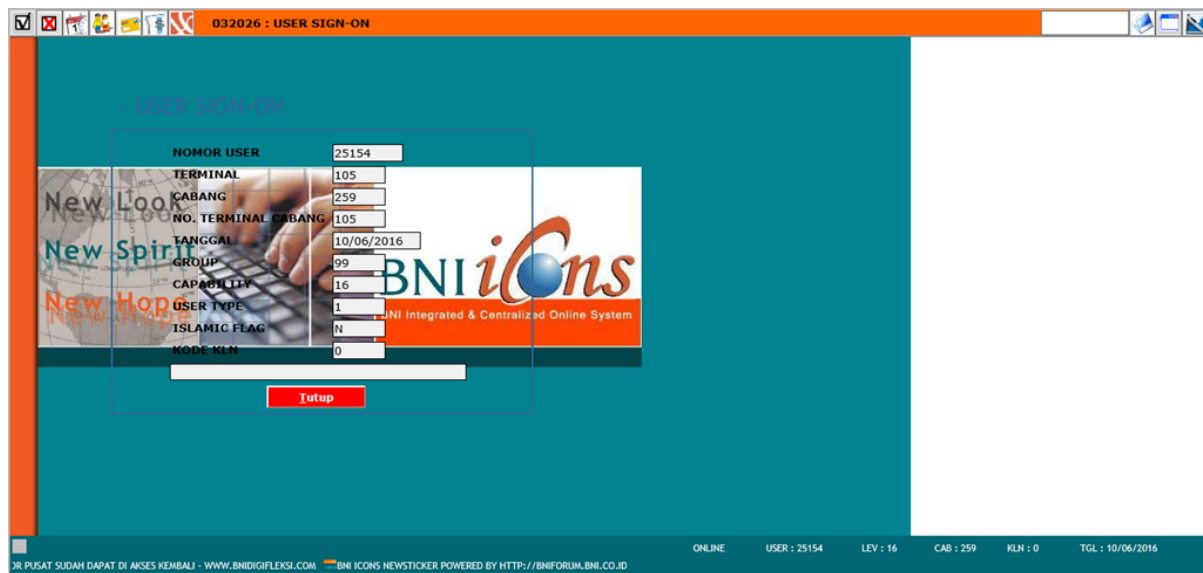 032026 : USER SIGN-ON
- USER SIGN-ON
NOMOR USER 25154
TERMINAL 105
CABANG 259
NO. TERMINAL CABANG 105
TANGGAL 10/06/2016
GROUP 99
CAPABILITY 16
USER TYPE 1
ISLAMIC FLAG N
KODE KLN 0
Tutup
New Look
New Spirit
New Hope
BNI icons
BNI Integrated & Centralized Online System
ONLINE USER : 25154 LEV : 16 CAB : 259 KLN : 0 TGL : 10/06/2016
PUSAT SUDAH DAPAT DI AKSES KEMBALI - WWW.BNIDIGIFLEKSI.COM BNI ICONS NEWSTICKER POWERED BY HTTP://BNIFORUM.BNI.CO.ID